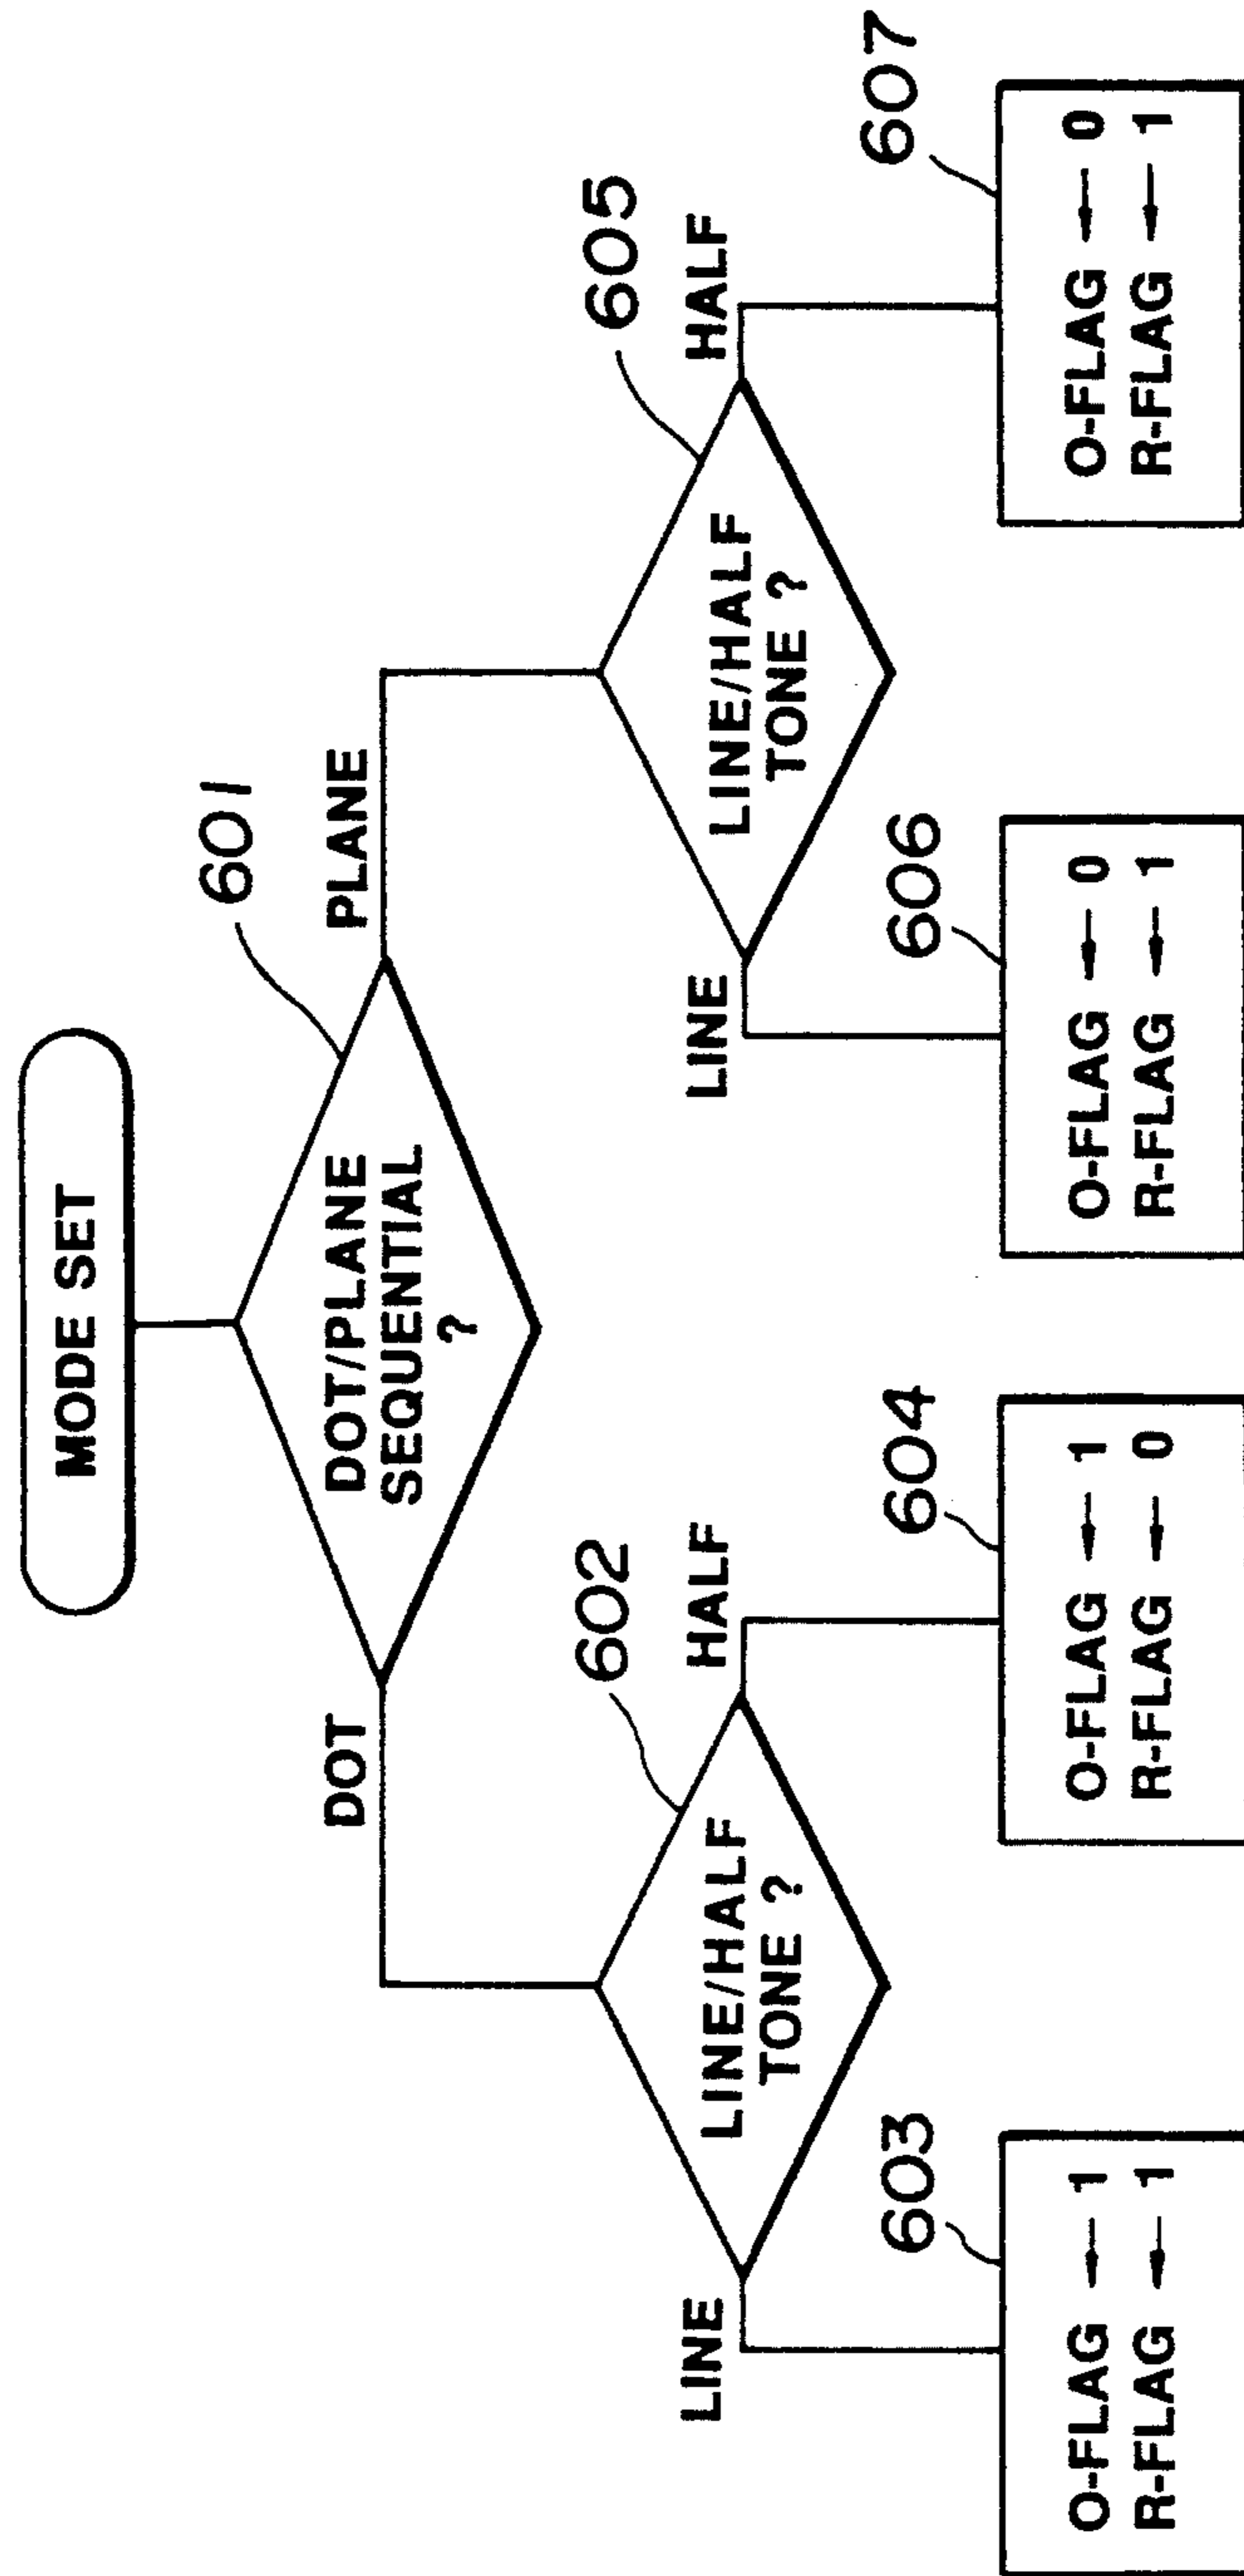 MODE SET
601
DOT/PLANE
SEQUENTIAL
?
DOT
PLANE
602
LINE/HALF
TONE ?
LINE
HALF
605
LINE/HALF
TONE ?
LINE
HALF
603
O-FLAG ← 1
R-FLAG ← 1
604
O-FLAG ← 1
R-FLAG ← 0
606
O-FLAG ← 0
R-FLAG ← 1
607
O-FLAG ← 0
R-FLAG ← 1